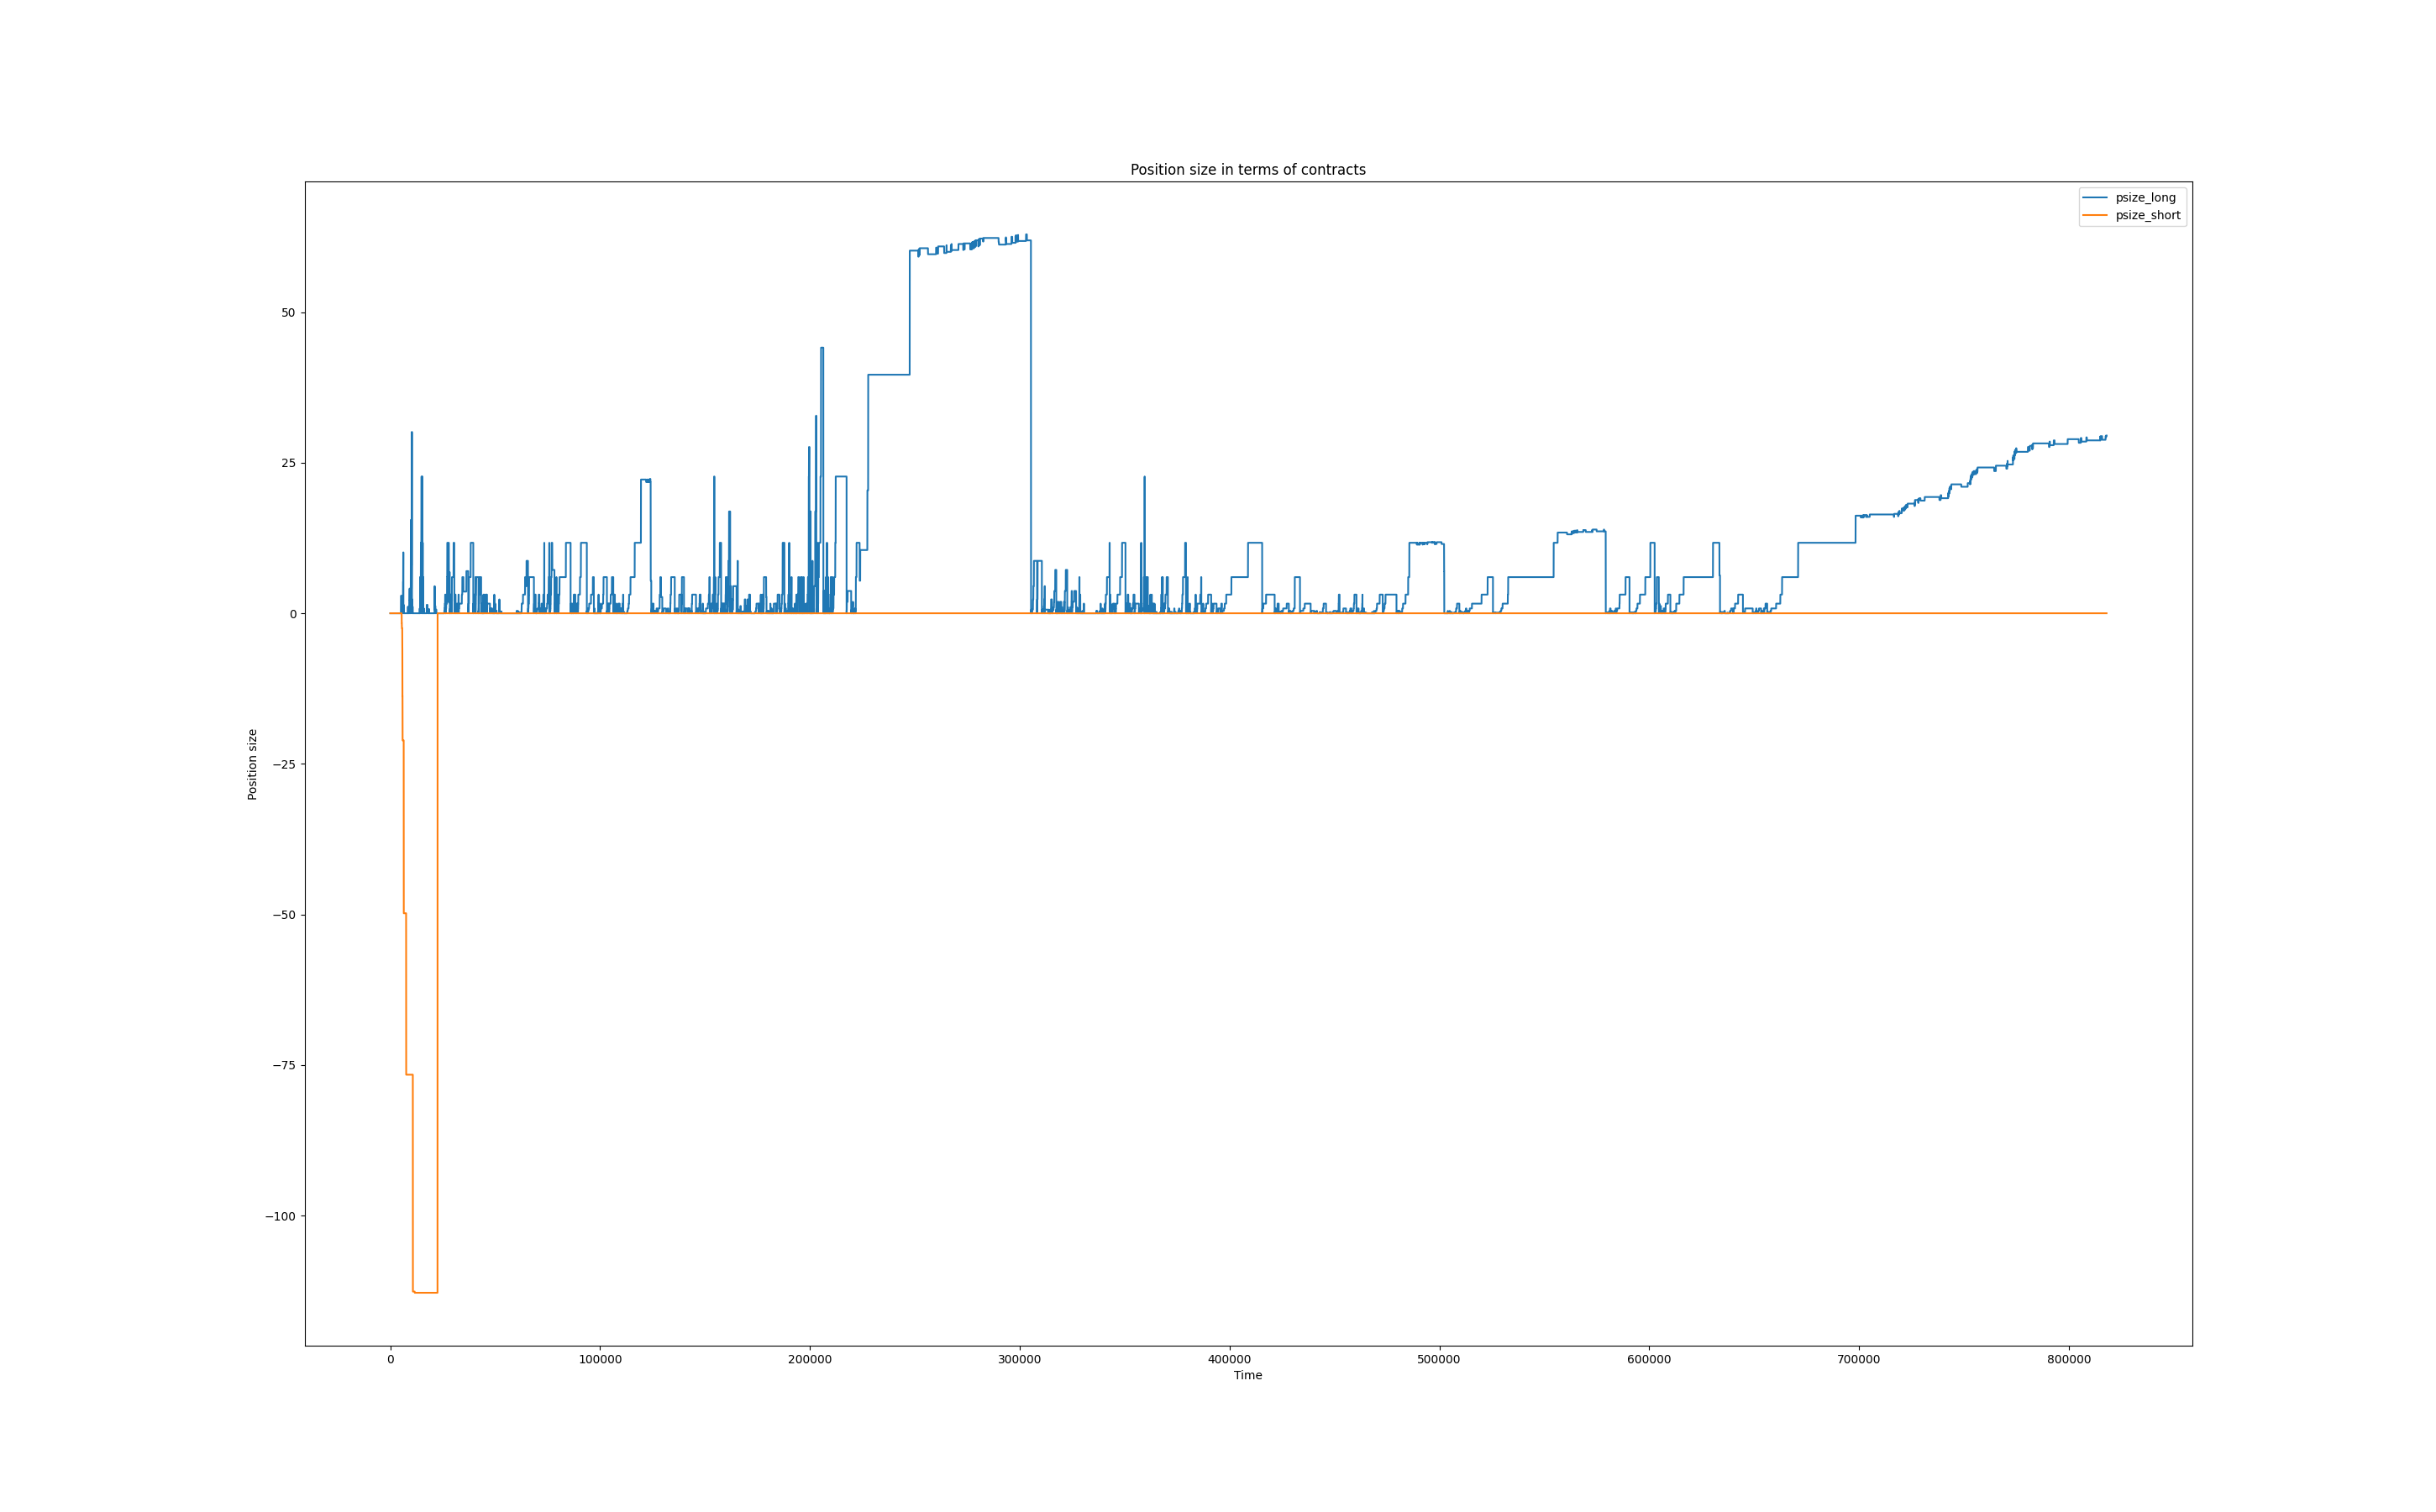 Position size in terms of contracts
psize_long
psize_short
50
25
0
−25
−50
−75
−100
Position size
0 100000 200000 300000 400000 500000 600000 700000 800000
Time